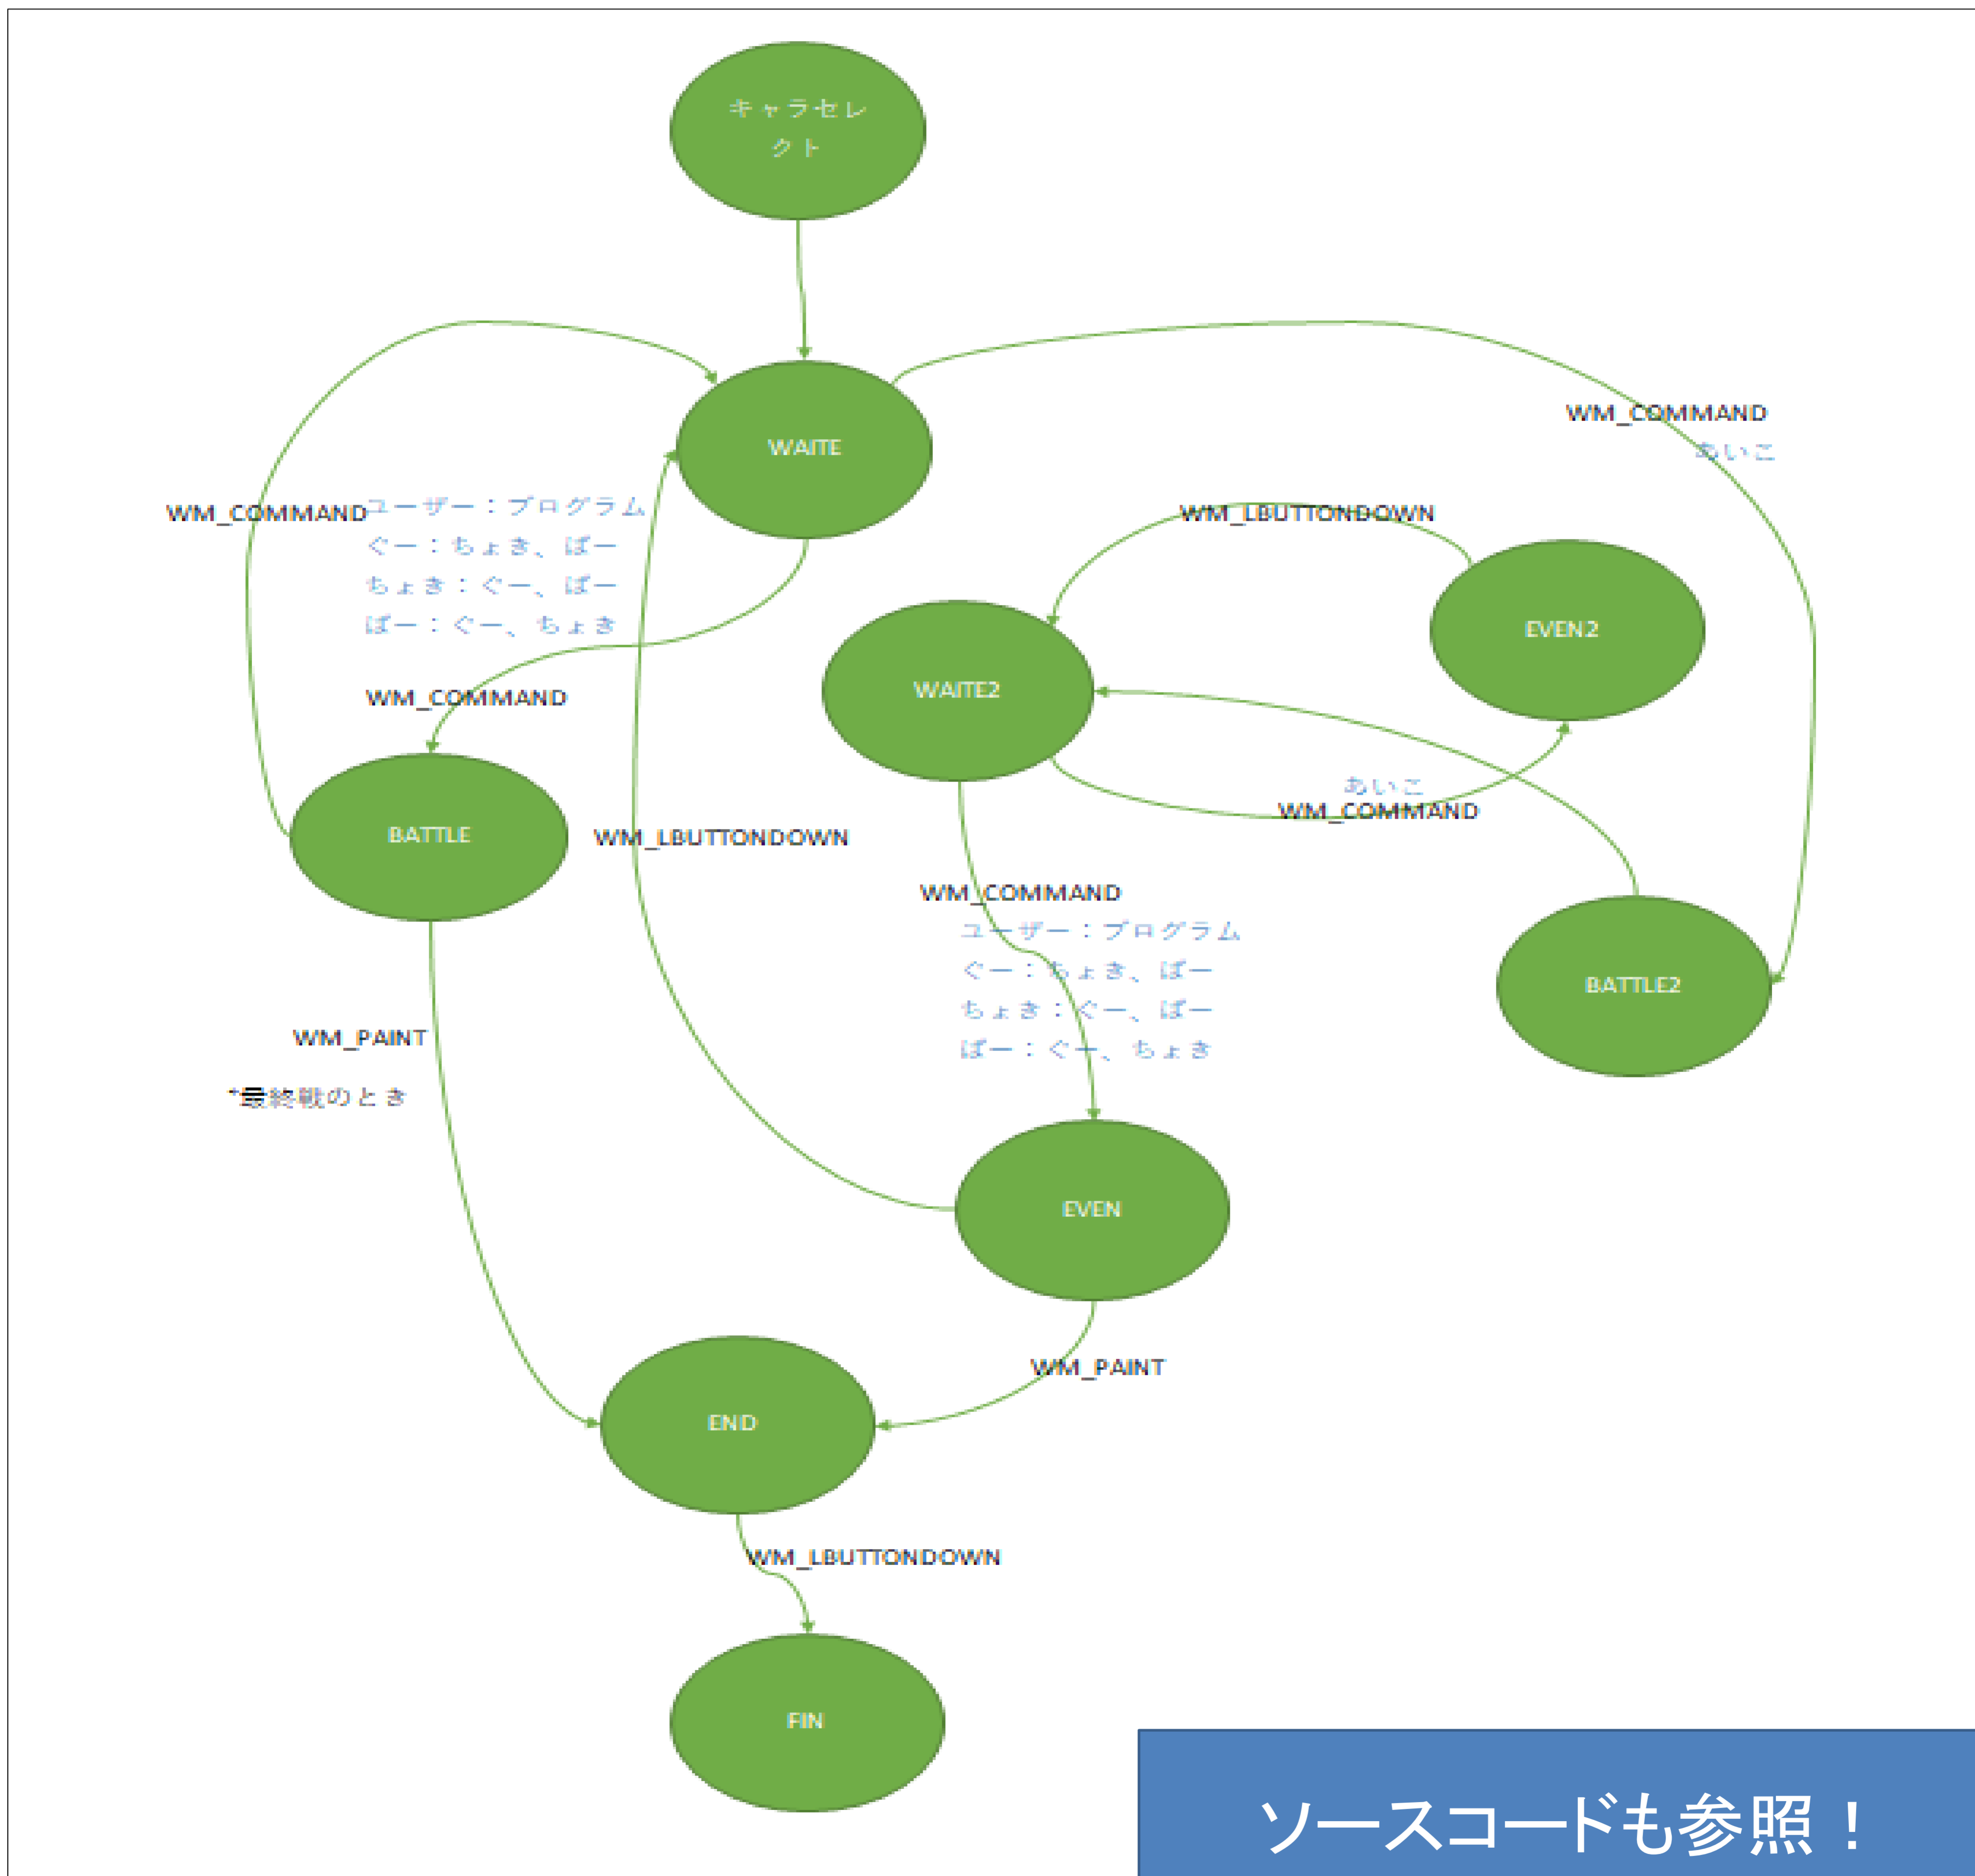 キャラセレ
クト
WAITE
WM_COMMAND
あいこ
WM_COMMAND
ユーザー：プログラム
ぐー：ちょき、ぱー
ちょき：ぐー、ぱー
ぱー：ぐー、ちょき
WM_LBUTTONDOWN
EVEN2
WAITE2
WM_COMMAND
あいこ
WM_COMMAND
BATTLE
WM_LBUTTONDOWN
WM_COMMAND
ユーザー：プログラム
ぐー：ちょき、ぱー
ちょき：ぐー、ぱー
ぱー：ぐー、ちょき
BATTLE2
WM_PAINT
*最終戦のとき
EVEN
WM_PAINT
END
WM_LBUTTONDOWN
FIN
ソースコードも参照！